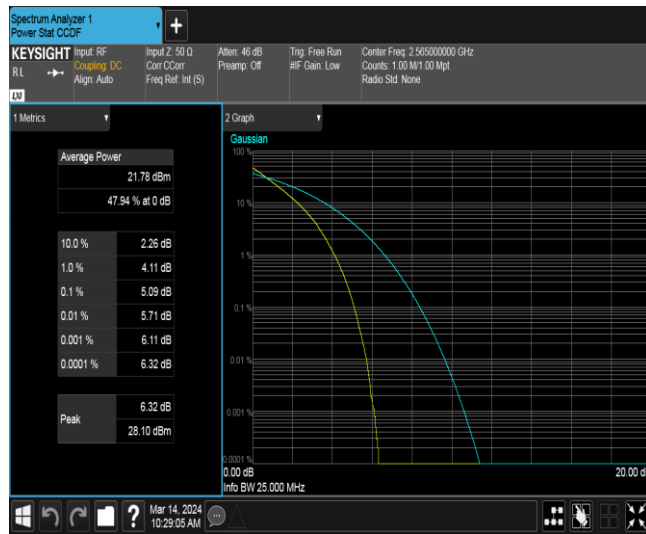 Spectrum Analyzer 1
Power Stat CCDF
+
KEYSIGHT
RL
LXI
Input: RF
Coupling: DC
Align: Auto
Input Z: 50 Ω
Corr CCorr
Freq Ref: Int (S)
Atten: 46 dB
Preamp: Off
Trig: Free Run
#IF Gain: Low
Center Freq: 2.565000000 GHz
Counts: 1.00 M/1.00 Mpt
Radio Std: None
1 Metrics
Average Power
21.78 dBm
47.94 % at 0 dB
10.0 % 2.26 dB
1.0 % 4.11 dB
0.1 % 5.09 dB
0.01 % 5.71 dB
0.001 % 6.11 dB
0.0001 % 6.32 dB
Peak
6.32 dB
28.10 dBm
2 Graph
Gaussian
100 %
10 %
1 %
0.1 %
0.01 %
0.001 %
0.0001 %
0.00 dB 20.00 d
Info BW 25.000 MHz
?
Mar 14, 2024
10:29:05 AM